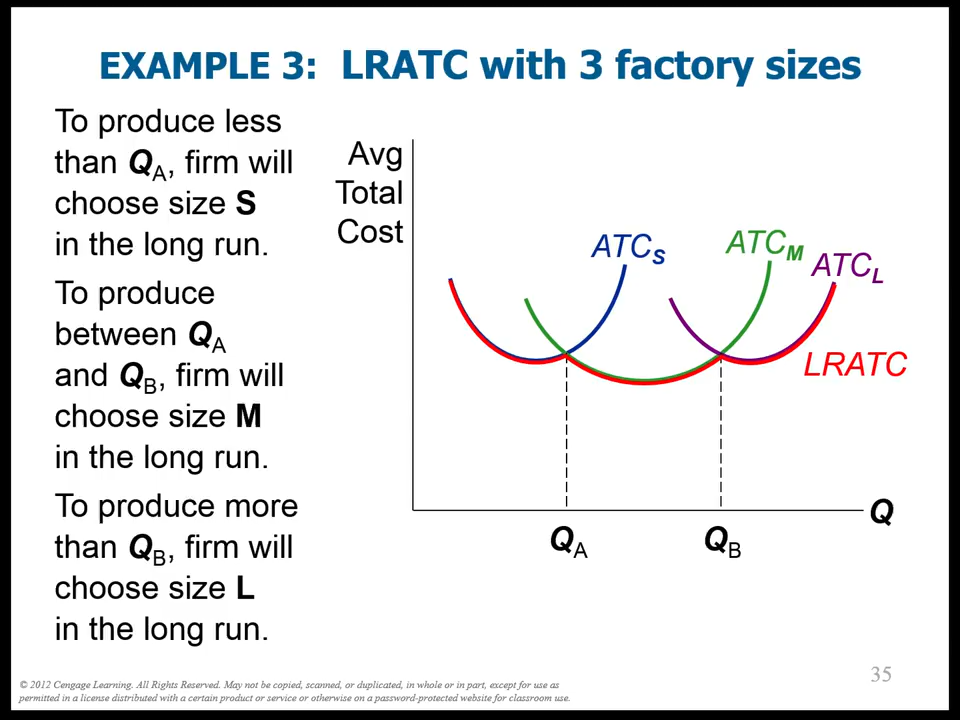 EXAMPLE 3: LRATC with 3 factory sizes
To produce less
than QA, firm will
choose size S
in the long run.
To produce
between QA
and QB, firm will
choose size M
in the long run.
To produce more
than QB, firm will
choose size L
in the long run.
Avg
Total
Cost
ATCS
ATCM
ATCL
LRATC
Q
QA
QB
35
© 2012 Cengage Learning. All Rights Reserved. May not be copied, scanned, or duplicated, in whole or in part, except for use as
permitted in a license distributed with a certain product or service or otherwise on a password-protected website for classroom use.